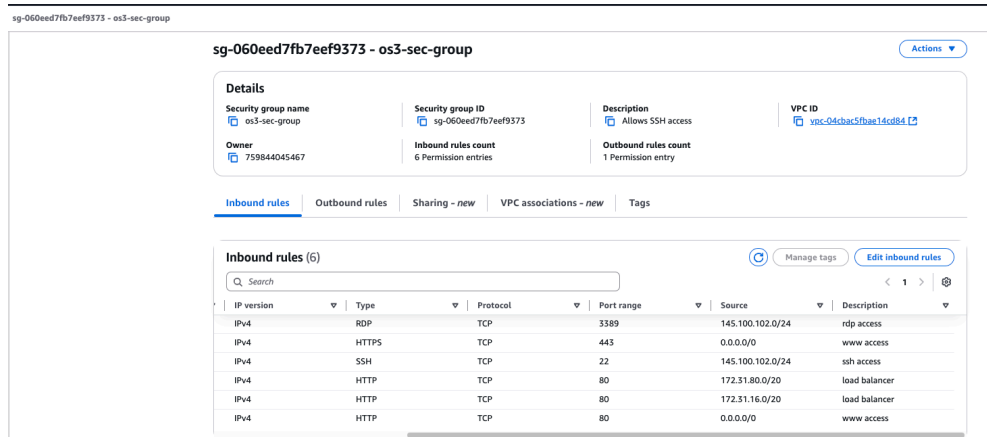 sg-060eed7fb7eef9373 - os3-sec-group
sg-060eed7fb7eef9373 - os3-sec-group
Actions
Details
Security group name Security group ID Description VPC ID
os3-sec-group sg-060eed7fb7eef9373 Allows SSH access vpc-04cbac5fbae14cd84
Owner Inbound rules count Outbound rules count
759844045467 6 Permission entries 1 Permission entry
Inbound rules Outbound rules Sharing - new VPC associations - new Tags
Inbound rules (6) Manage tags Edit inbound rules
Search 1
IP version Type Protocol Port range Source Description
IPv4 RDP TCP 3389 145.100.102.0/24 rdp access
IPv4 HTTPS TCP 443 0.0.0.0/0 www access
IPv4 SSH TCP 22 145.100.102.0/24 ssh access
IPv4 HTTP TCP 80 172.31.80.0/20 load balancer
IPv4 HTTP TCP 80 172.31.16.0/20 load balancer
IPv4 HTTP TCP 80 0.0.0.0/0 www access